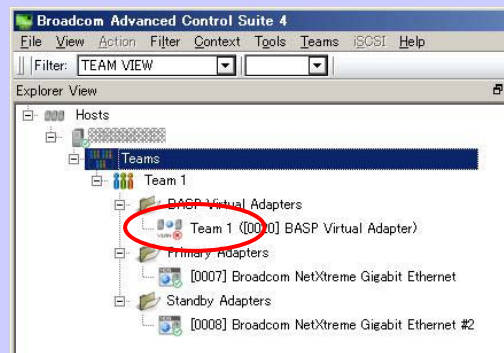 Broadcom Advanced Control Suite 4
File View Action Filter Context Tools Teams iSCSI Help
Filter: TEAM VIEW
Explorer View
Hosts
Teams
Team 1
BASP Virtual Adapters
Team 1 ([0020] BASP Virtual Adapter)
Primary Adapters
[0007] Broadcom NetXtreme Gigabit Ethernet
Standby Adapters
[0008] Broadcom NetXtreme Gigabit Ethernet #2